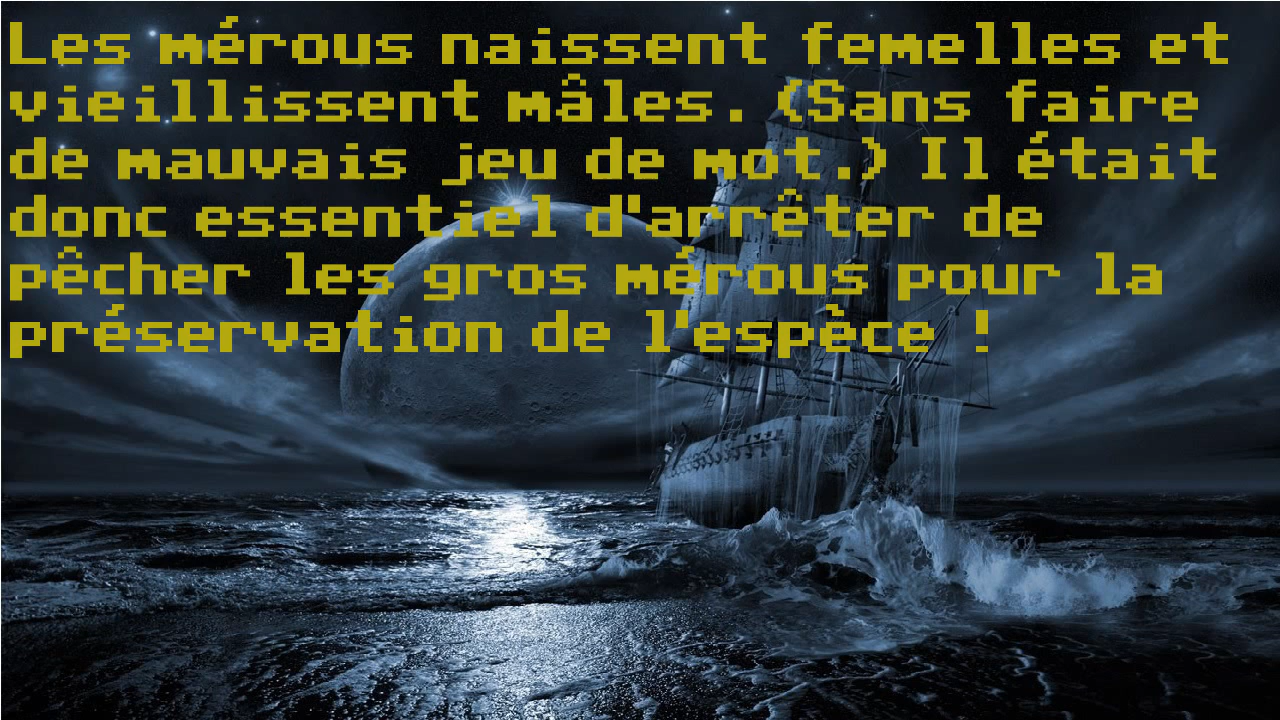 Les mérous naissent femelles et
vieillissent mâles. (Sans faire
de mauvais jeu de mot.) Il était
donc essentiel d'arrêter de
pêcher les gros mérous pour la
préservation de l'espèce !